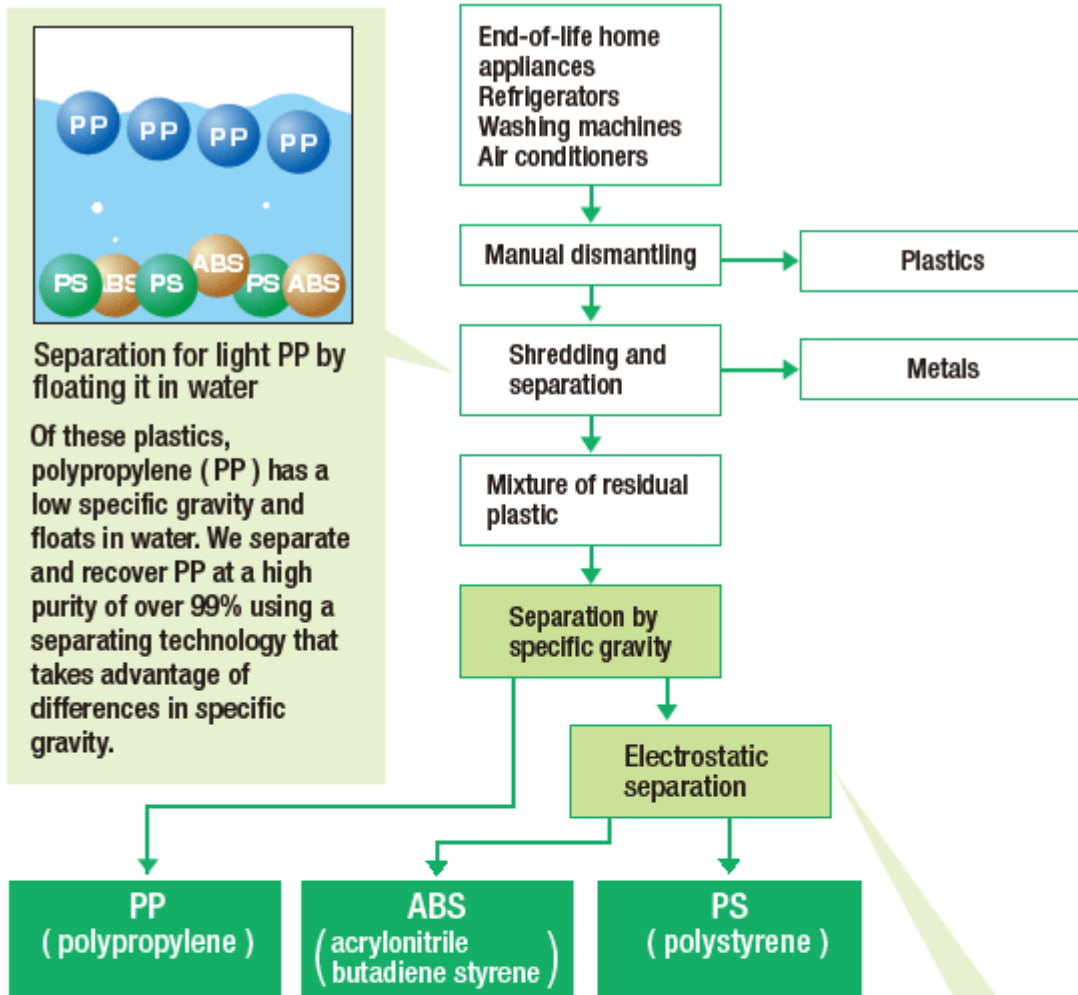 PP PP PP PP
PS ABS PS ABS PS ABS
Separation for light PP by
floating it in water
Of these plastics,
polypropylene ( PP ) has a
low specific gravity and
floats in water. We separate
and recover PP at a high
purity of over 99% using a
separating technology that
takes advantage of
differences in specific
gravity.
End-of-life home
appliances
Refrigerators
Washing machines
Air conditioners
Manual dismantling
Plastics
Shredding and
separation
Metals
Mixture of residual
plastic
Separation by
specific gravity
Electrostatic
separation
PP
( polypropylene )
ABS
( acrylonitrile
butadiene styrene )
PS
( polystyrene )